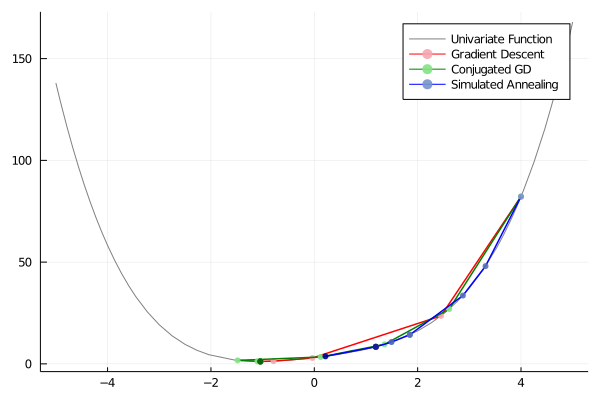 Univariate Function
Gradient Descent
Conjugated GD
Simulated Annealing
150
100
50
0
−4 −2 0 2 4